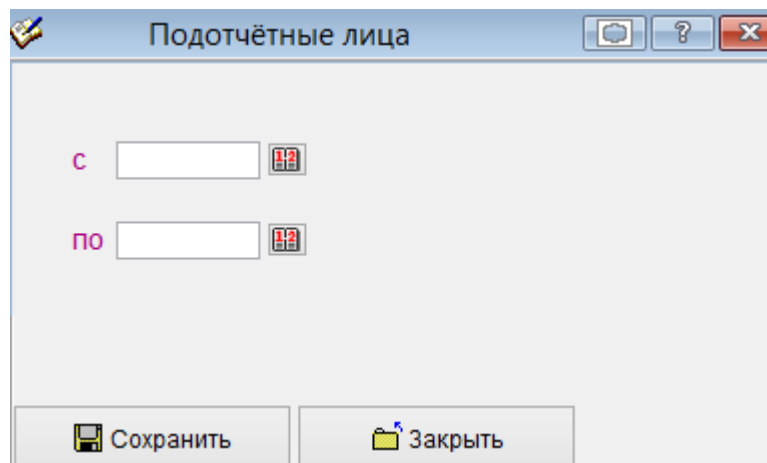 Подотчётные лица
с
по
Сохранить
Закрыть